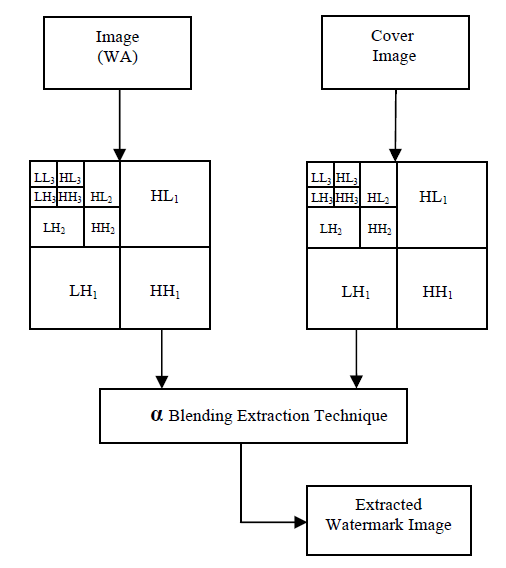 Image
(WA)
Cover
Image
LL3 HL3
LH3 HH3 HL2
HL1
LH2 HH2
LH1 HH1
LL3 HL3
LH3 HH3 HL2
HL1
LH2 HH2
LH1 HH1
α Blending Extraction Technique
Extracted
Watermark Image